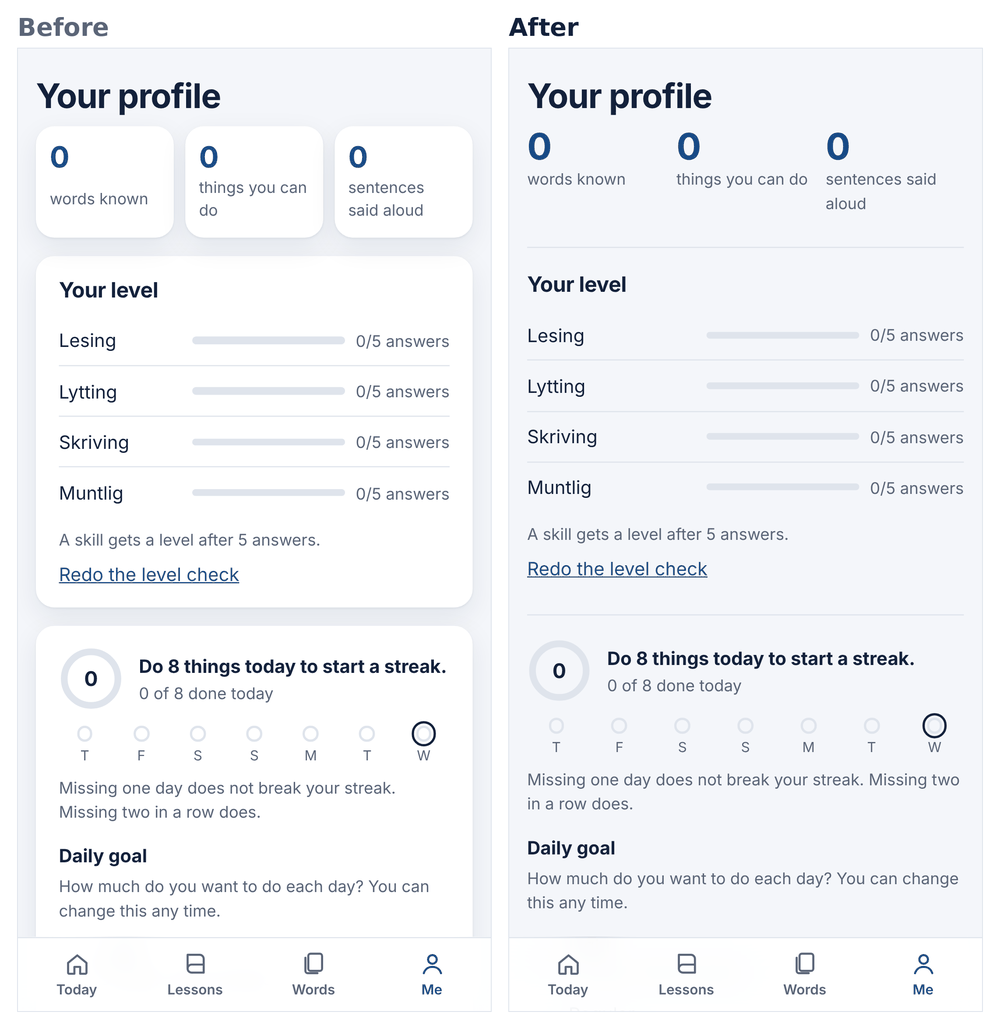 Before
Your profile
0
words known
0
things you can
do
0
sentences
said aloud
Your level
Lesing
0/5 answers
Lytting
0/5 answers
Skriving
0/5 answers
Muntlig
0/5 answers
A skill gets a level after 5 answers.
Redo the level check
0
Do 8 things today to start a streak.
0 of 8 done today
T F S S M T W
Missing one day does not break your streak.
Missing two in a row does.
Daily goal
How much do you want to do each day? You can
change this any time.
Today Lessons Words Me
After
Your profile
0
words known
0
things you can do
0
sentences said
aloud
Your level
Lesing
0/5 answers
Lytting
0/5 answers
Skriving
0/5 answers
Muntlig
0/5 answers
A skill gets a level after 5 answers.
Redo the level check
0
Do 8 things today to start a streak.
0 of 8 done today
T F S S M T W
Missing one day does not break your streak. Missing two
in a row does.
Daily goal
How much do you want to do each day? You can change
this any time.
Today Lessons Words Me